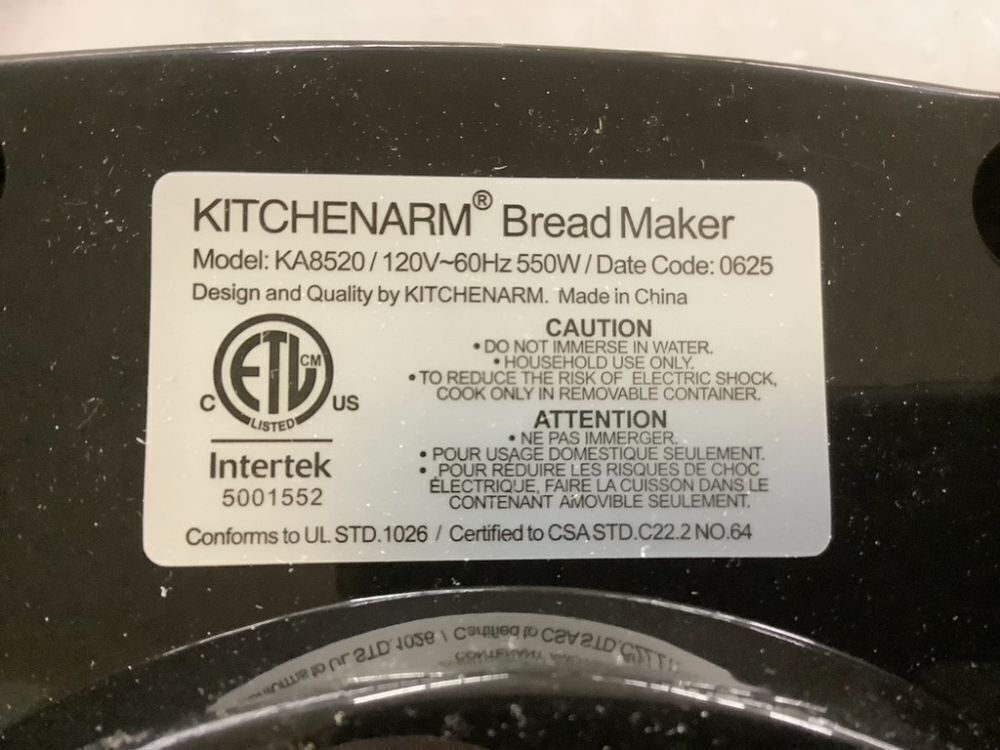 KITCHENARM® Bread Maker
Model: KA8520 / 120V~60Hz 550W / Date Code: 0625
Design and Quality by KITCHENARM. Made in China
ETL CM
C US
LISTED
Intertek
5001552
CAUTION
• DO NOT IMMERSE IN WATER.
• HOUSEHOLD USE ONLY.
• TO REDUCE THE RISK OF ELECTRIC SHOCK,
COOK ONLY IN REMOVABLE CONTAINER.
ATTENTION
• NE PAS IMMERGER.
• POUR USAGE DOMESTIQUE SEULEMENT.
• POUR RÉDUIRE LES RISQUES DE CHOC
ÉLECTRIQUE, FAIRE LA CUISSON DANS LE
CONTENANT AMOVIBLE SEULEMENT.
Conforms to UL STD.1026 / Certified to CSA STD.C22.2 NO.64